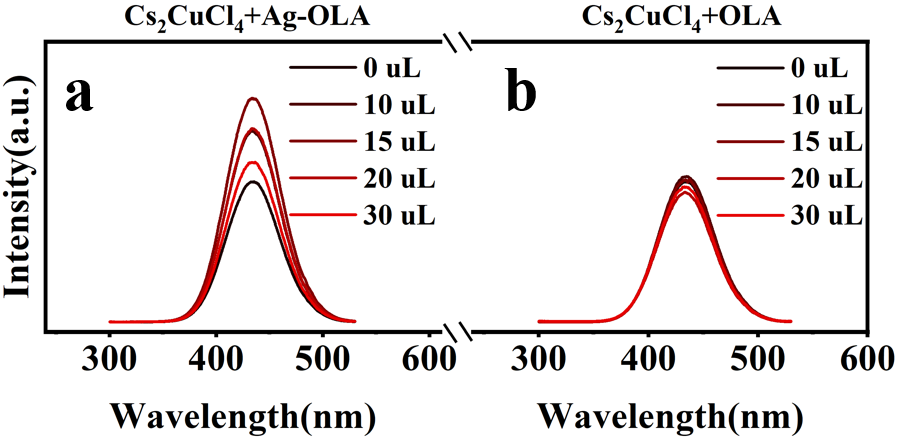 Cs₂CuCl₄+Ag-OLA
Cs₂CuCl₄+OLA
Intensity(a.u.)
a
0 uL
10 uL
15 uL
20 uL
30 uL
b
0 uL
10 uL
15 uL
20 uL
30 uL
300 400 500 600
300 400 500 600
Wavelength(nm)
Wavelength(nm)